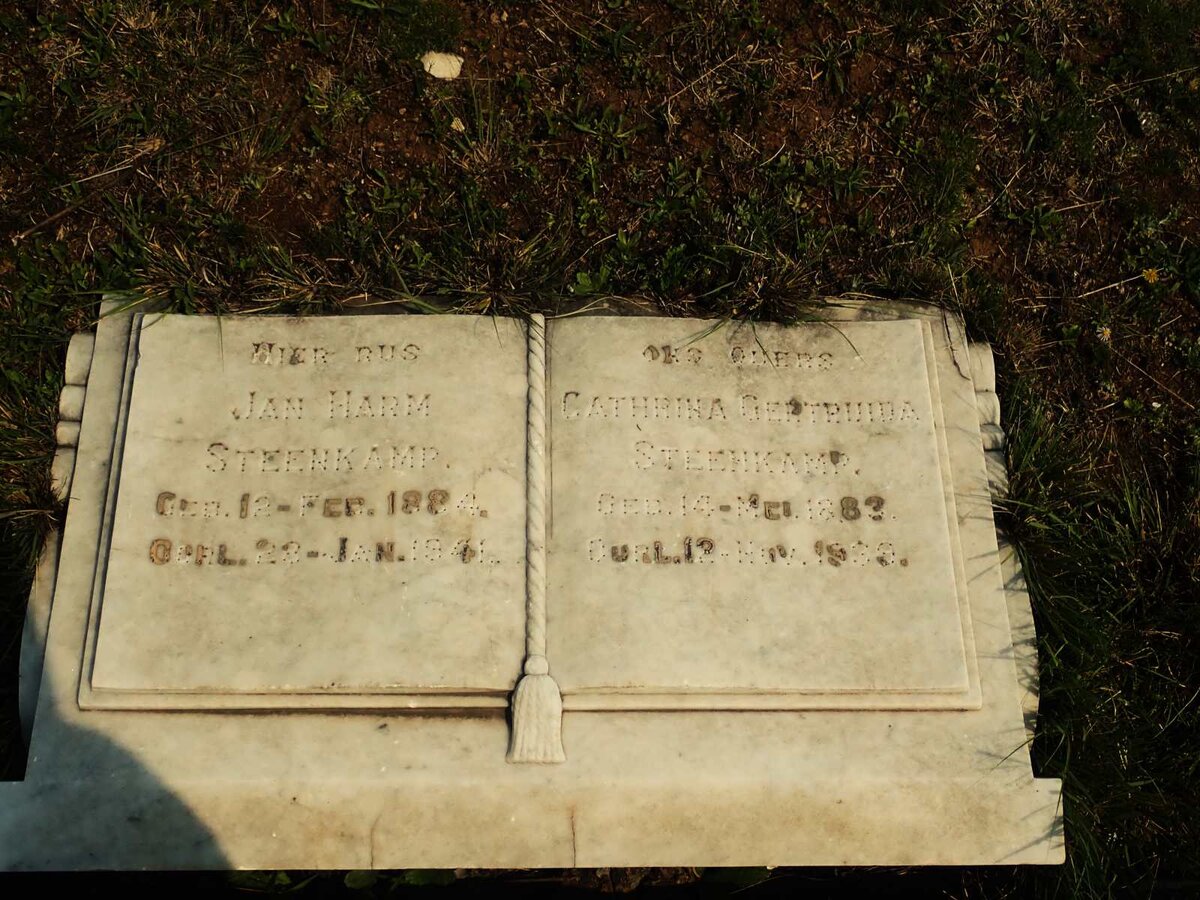 Hier rus
Jan Harm
Steenkamp.
Geb. 12 - Feb. 1884.
Oorl. 29 - Jan. 1941.
ons ouers
Cathrina Gertruida
Steenkamp.
Geb. 14 - Mei. 1883.
Oorl. Nov.